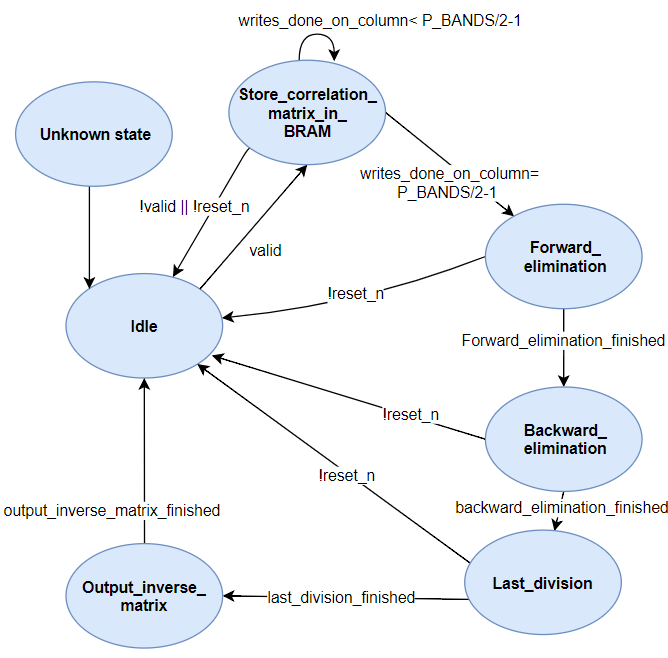 writes_done_on_column< P_BANDS/2-1
Store_correlation_
matrix_in_
BRAM
Unknown state
writes_done_on_column=
P_BANDS/2-1
!valid || !reset_n
valid
Forward_
elimination
!reset_n
Idle
Forward_elimination_finished
!reset_n
Backward_
elimination
!reset_n
output_inverse_matrix_finished
backward_elimination_finished
Output_inverse_
matrix
last_division_finished
Last_division